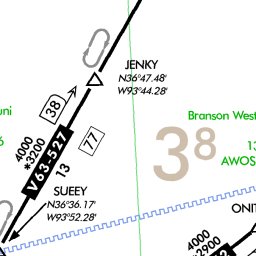 JENKY
N36°47.48'
W93°44.28'
38
uni
Branson West
6
77
4000
*3200
V63-527
13
38
13
AWOS
SUEEY
N36°36.17'
W93°52.28'
ONIT
4000
*2900